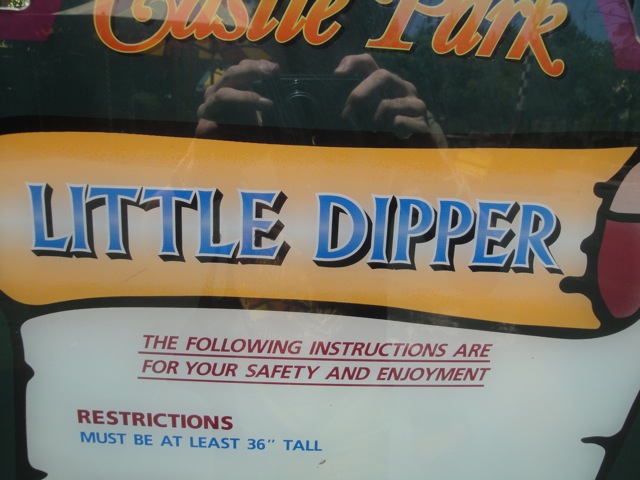 Castle Park
LITTLE DIPPER
THE FOLLOWING INSTRUCTIONS ARE
FOR YOUR SAFETY AND ENJOYMENT
RESTRICTIONS
MUST BE AT LEAST 36" TALL